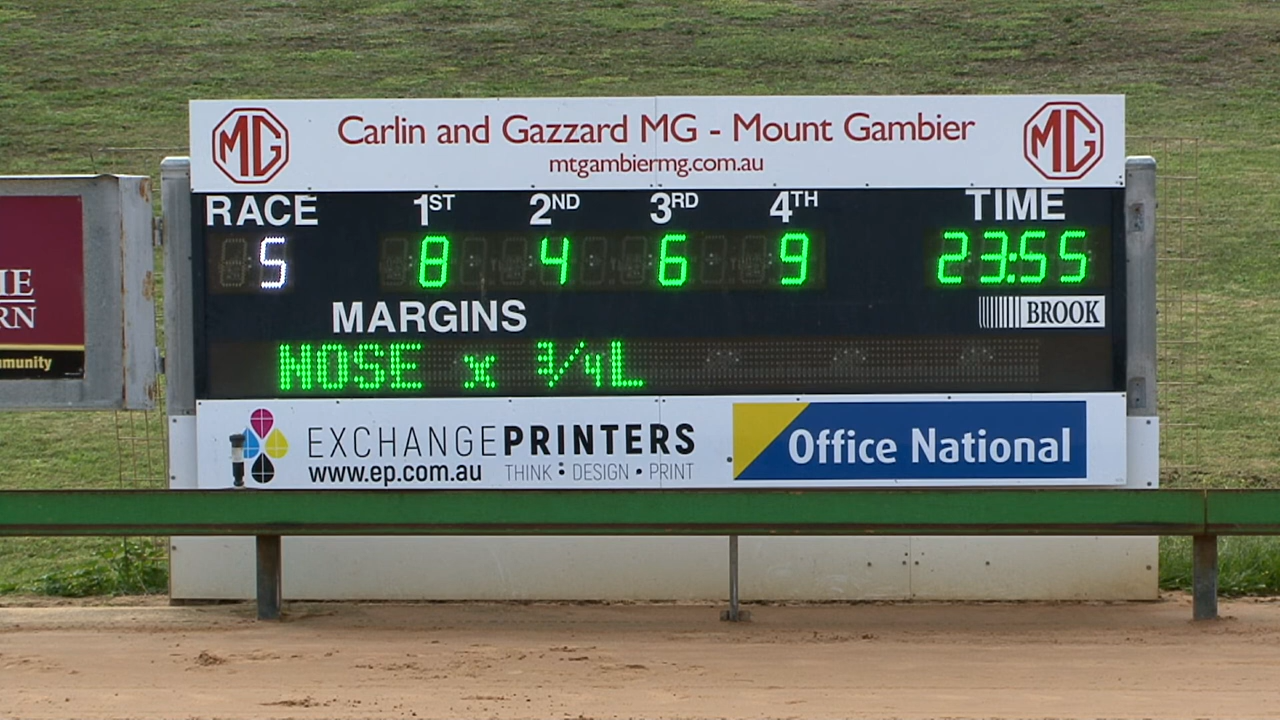 MG Carlin and Gazzard MG - Mount Gambier MG
mtgambiermg.com.au
RACE 1ST 2ND 3RD 4TH TIME
5 8 4 6 9 23:55
MARGINS BROOK
NOSE x 3/4L
EXCHANGEPRINTERS
www.ep.com.au THINK : DESIGN • PRINT
Office National
IE
RN
mmunity